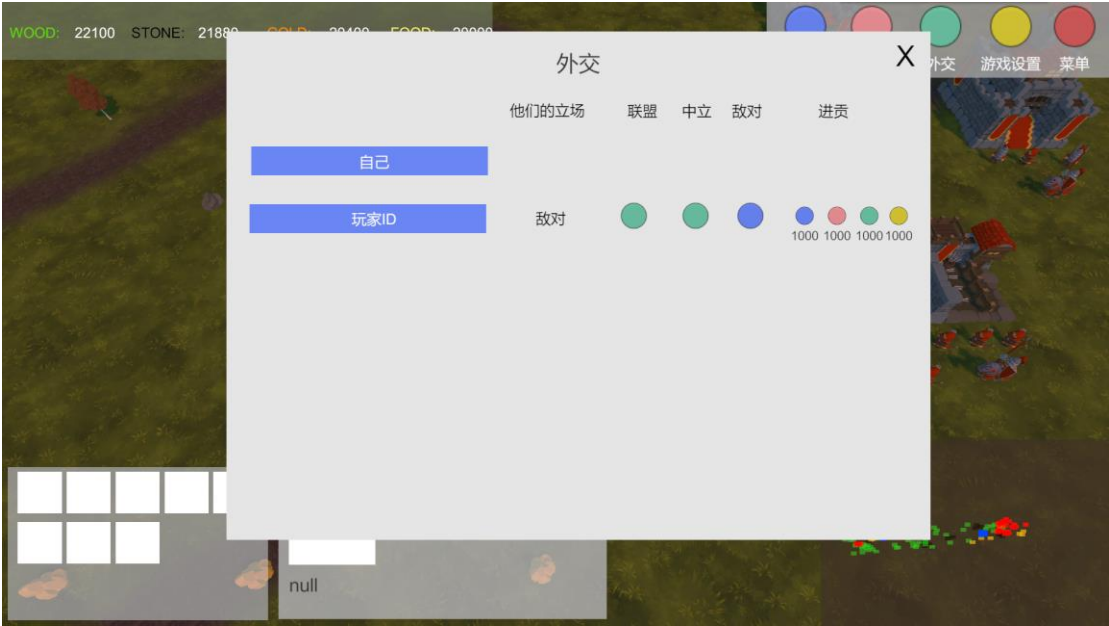 WOOD: 22100 STONE: 21880
外交 X
外交 游戏设置 菜单
他们的立场 联盟 中立 敌对 进贡
自己
玩家ID 敌对
1000 1000 1000 1000
null